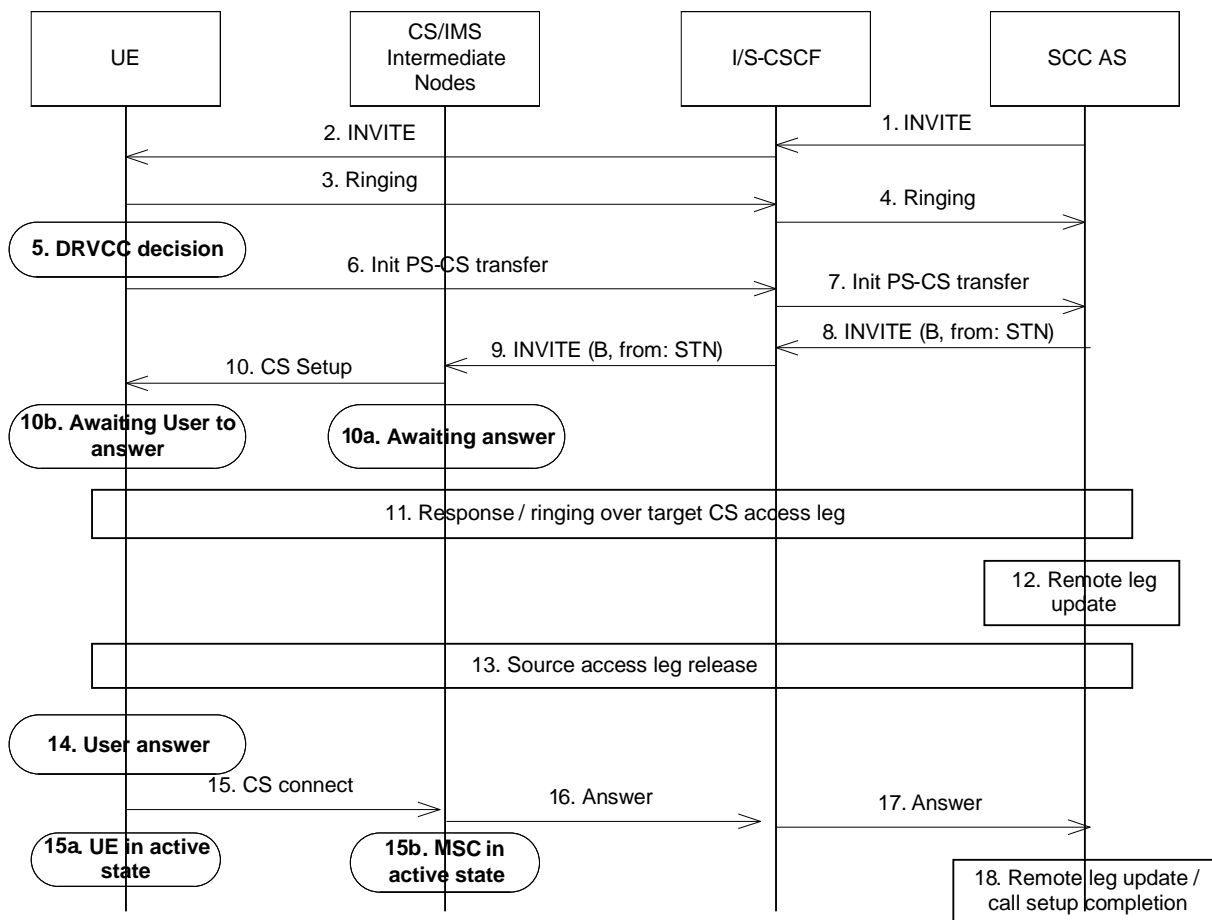 UE
CS/IMS
Intermediate
Nodes
I/S-CSCF
SCC AS
1. INVITE
2. INVITE
3. Ringing
4. Ringing
5. DRVCC decision
6. Init PS-CS transfer
7. Init PS-CS transfer
8. INVITE (B, from: STN)
9. INVITE (B, from: STN)
10. CS Setup
10b. Awaiting User to
answer
10a. Awaiting answer
11. Response / ringing over target CS access leg
12. Remote leg
update
13. Source access leg release
14. User answer
15. CS connect
16. Answer
17. Answer
15a. UE in active
state
15b. MSC in
active state
18. Remote leg update /
call setup completion